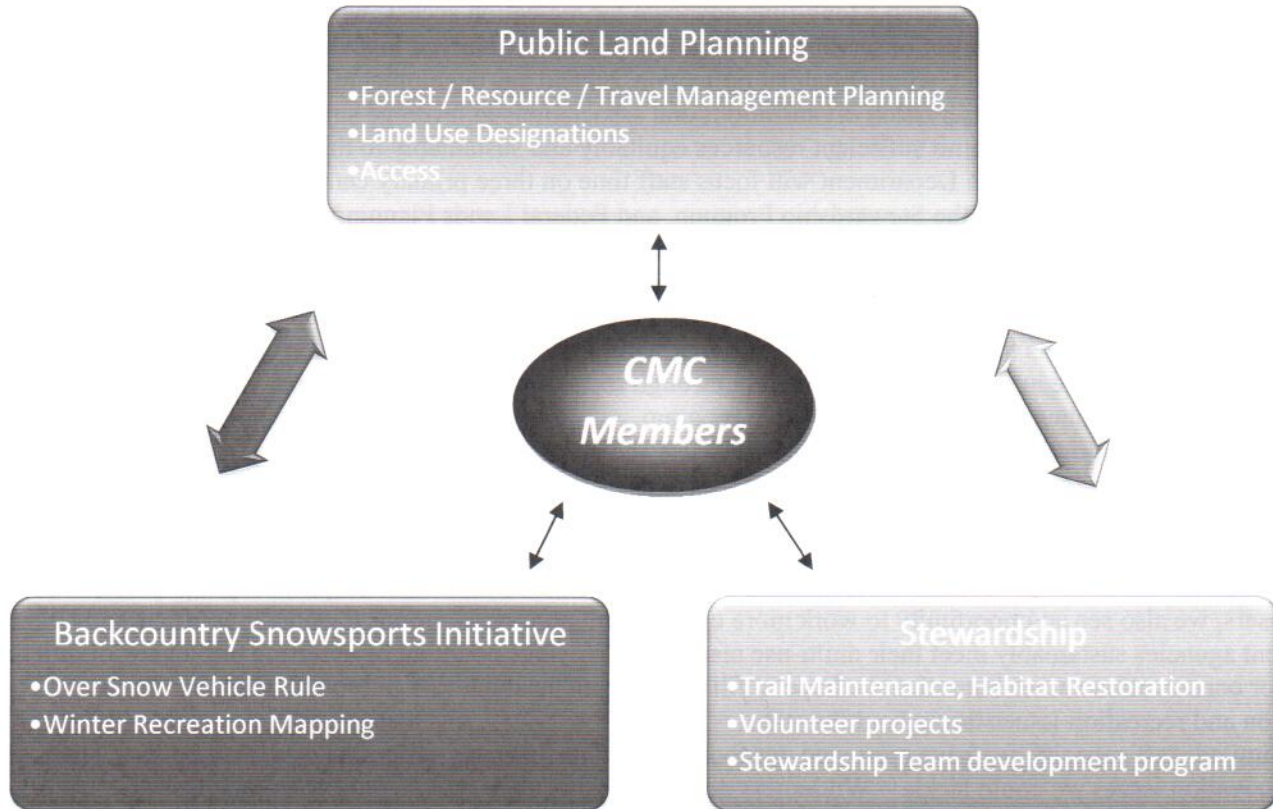 Public Land Planning
•Forest / Resource / Travel Management Planning
•Land Use Designations
•Access
CMC
Members
Backcountry Snowsports Initiative
•Over Snow Vehicle Rule
•Winter Recreation Mapping
Stewardship
•Trail Maintenance, Habitat Restoration
•Volunteer projects
•Stewardship Team development program